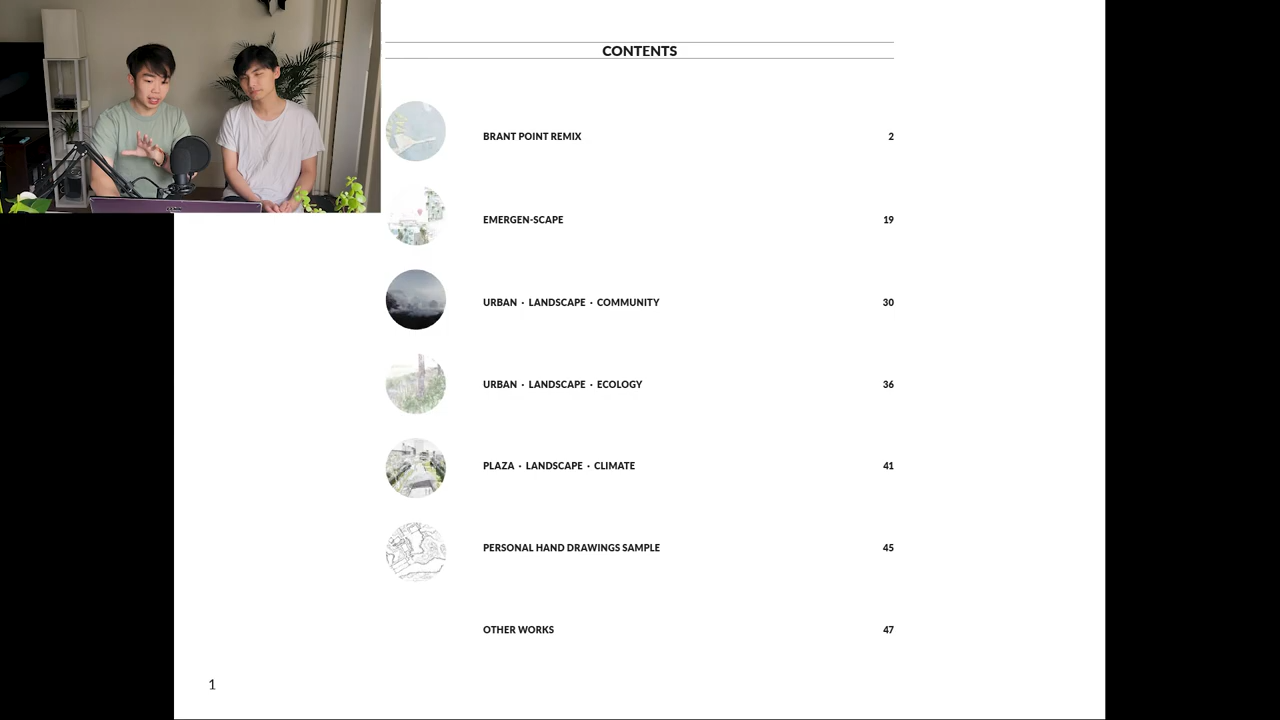 CONTENTS
BRANT POINT REMIX 2
EMERGEN-SCAPE 19
URBAN · LANDSCAPE · COMMUNITY 30
URBAN · LANDSCAPE · ECOLOGY 36
PLAZA · LANDSCAPE · CLIMATE 41
PERSONAL HAND DRAWINGS SAMPLE 45
OTHER WORKS 47
1